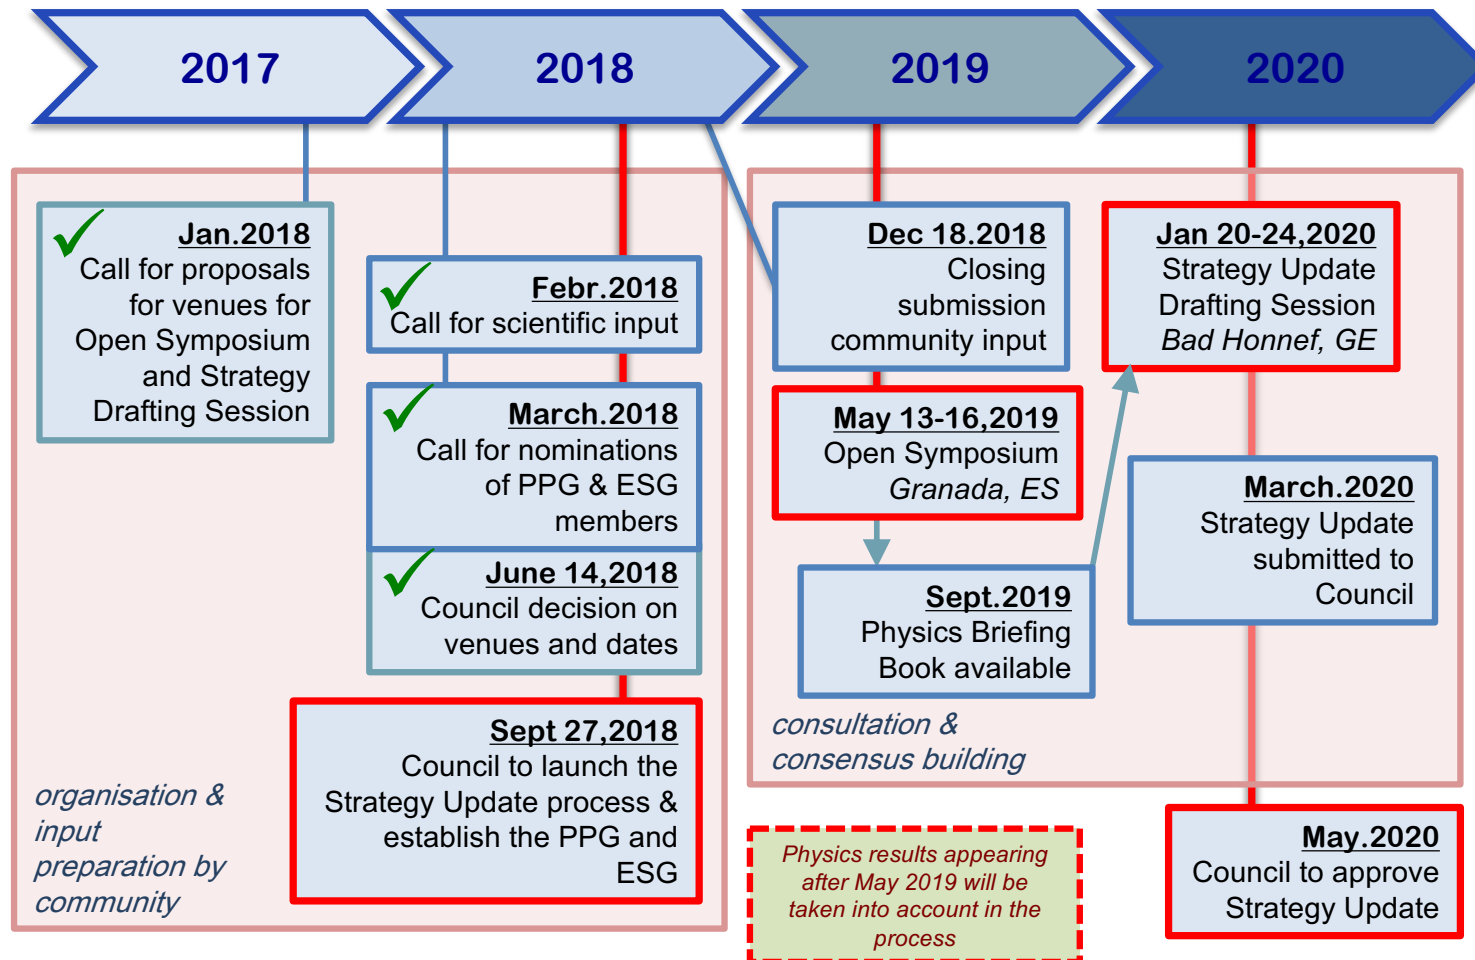 2017
2018
2019
2020
Jan.2018
Call for proposals
for venues for
Open Symposium
and Strategy
Drafting Session
Febr.2018
Call for scientific input
March.2018
Call for nominations
of PPG & ESG
members
June 14,2018
Council decision on
venues and dates
Sept 27,2018
Council to launch the
Strategy Update process &
establish the PPG and
ESG
organisation &
input
preparation by
community
Dec 18.2018
Closing
submission
community input
May 13-16,2019
Open Symposium
Granada, ES
Sept.2019
Physics Briefing
Book available
consultation &
consensus building
Jan 20-24,2020
Strategy Update
Drafting Session
Bad Honnef, GE
March.2020
Strategy Update
submitted to
Council
May.2020
Council to approve
Strategy Update
Physics results appearing
after May 2019 will be
taken into account in the
process